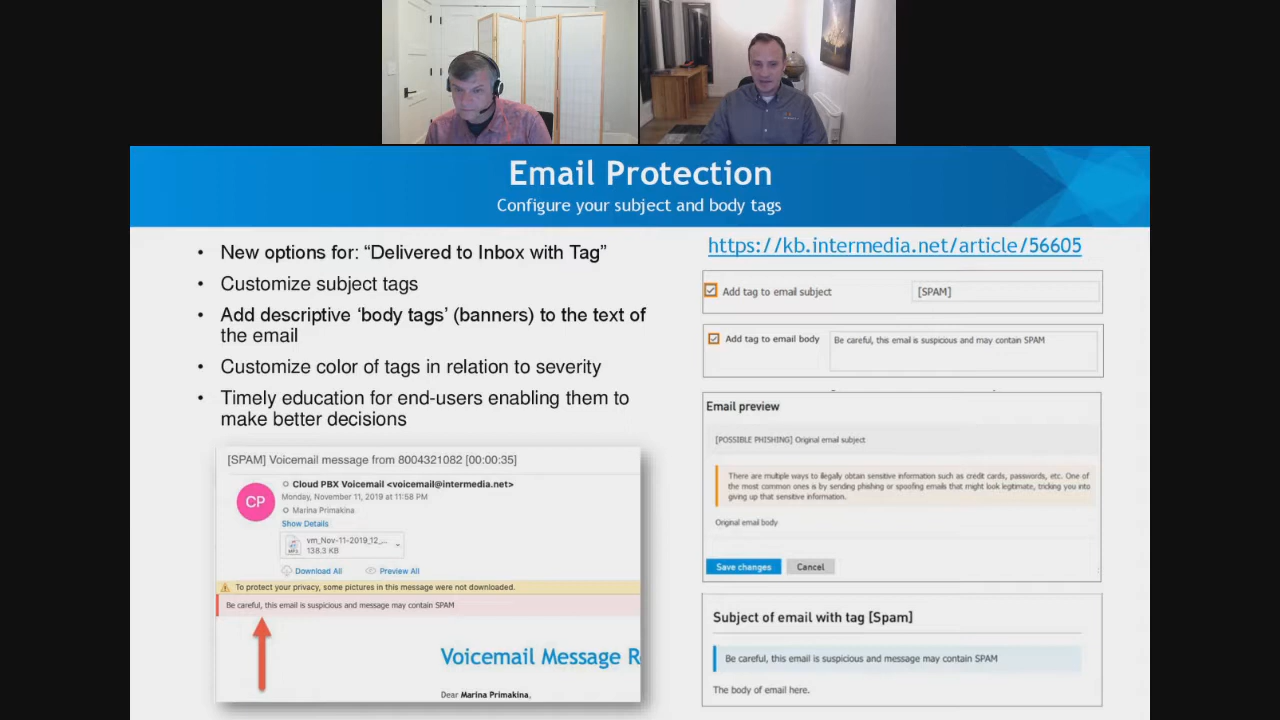 Email Protection
Configure your subject and body tags
• New options for: “Delivered to Inbox with Tag”
• Customize subject tags
• Add descriptive ‘body tags’ (banners) to the text of
the email
• Customize color of tags in relation to severity
• Timely education for end-users enabling them to
make better decisions
[SPAM] Voicemail message from 8004321082 [00:00:35]
CP
Cloud PBX Voicemail <voicemail@intermedia.net>
Monday, November 11, 2019 at 11:58 PM
Marina Primakina
Show Details
vm_Nov-11-2019_12_...
138.3 KB
Download All
Preview All
To protect your privacy, some pictures in this message were not downloaded.
Be careful, this email is suspicious and message may contain SPAM
Voicemail Message R
Dear Marina Primakina,
https://kb.intermedia.net/article/56605
Add tag to email subject
[SPAM]
Add tag to email body
Be careful, this email is suspicious and may contain SPAM
Email preview
[POSSIBLE PHISHING] Original email subject
There are multiple ways to illegally obtain sensitive information such as credit cards, passwords, etc. One of
the most common ones is by sending phishing or spoofing emails that might look legitimate, tricking you into
giving up that sensitive information.
Original email body
Save changes
Cancel
Subject of email with tag [Spam]
Be careful, this email is suspicious and message may contain SPAM
The body of email here.